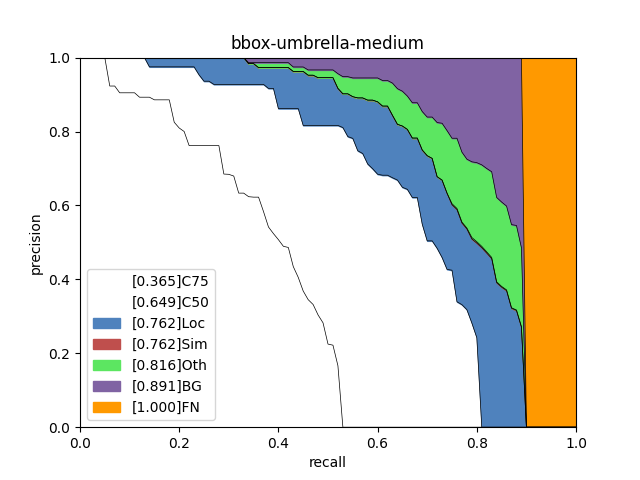 bbox-umbrella-medium
precision
1.0
0.8
0.6
0.4
0.2
0.0
[0.365]C75
[0.649]C50
[0.762]Loc
[0.762]Sim
[0.816]Oth
[0.891]BG
[1.000]FN
0.0 0.2 0.4 0.6 0.8 1.0
recall